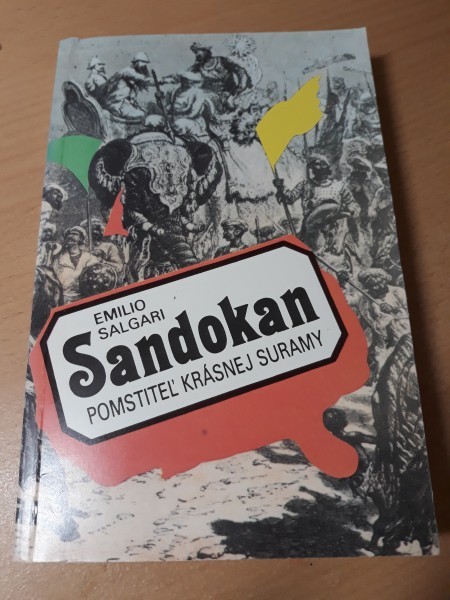 EMILIO
SALGARI
Sandokan
POMSTITEĽ KRÁSNEJ SURAMY